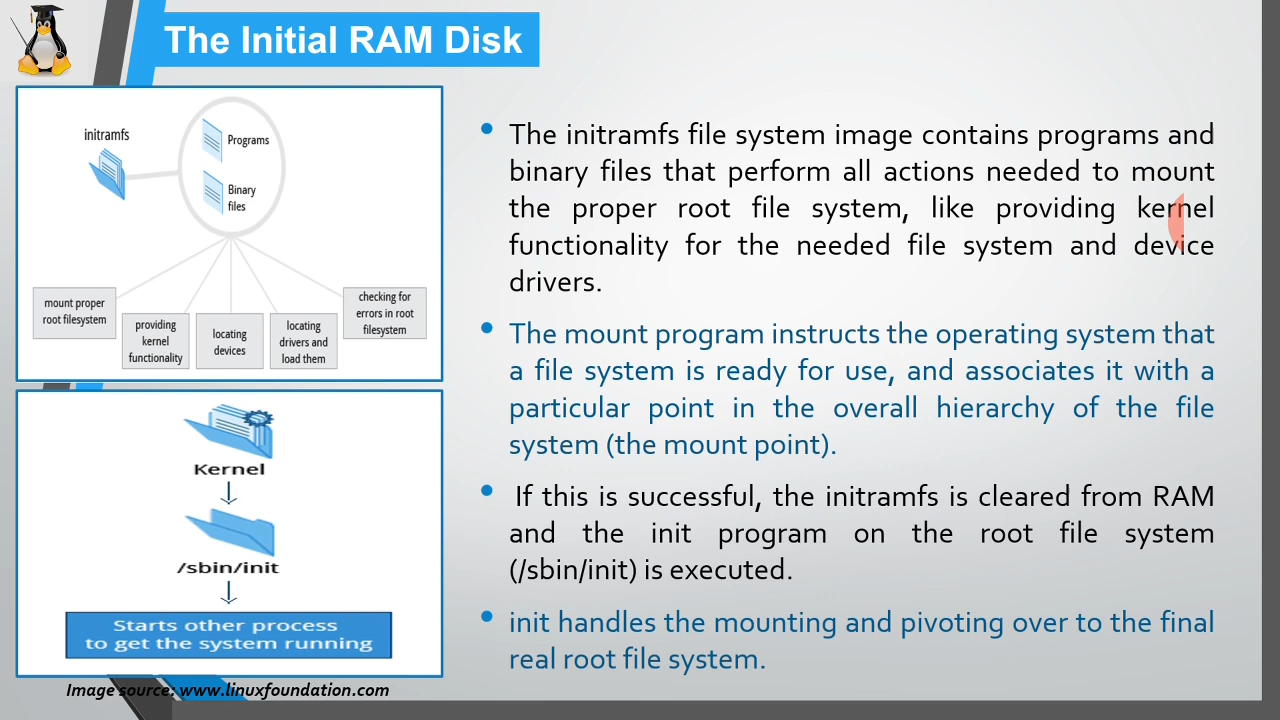 The Initial RAM Disk
initramfs
Programs
Binary
files
mount proper
root filesystem
providing
kernel
functionality
locating
devices
locating
drivers and
load them
checking for
errors in root
filesystem
Kernel
/sbin/init
Starts other process
to get the system running
Image source: www.linuxfoundation.com
• The initramfs file system image contains programs and
binary files that perform all actions needed to mount
the proper root file system, like providing kernel
functionality for the needed file system and device
drivers.
• The mount program instructs the operating system that
a file system is ready for use, and associates it with a
particular point in the overall hierarchy of the file
system (the mount point).
• If this is successful, the initramfs is cleared from RAM
and the init program on the root file system
(/sbin/init) is executed.
• init handles the mounting and pivoting over to the final
real root file system.